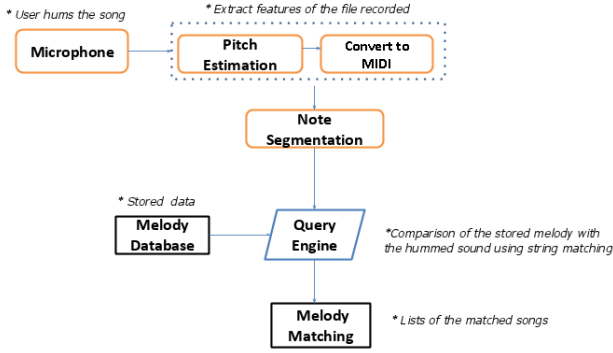 * User hums the song
* Extract features of the file recorded
Microphone
Pitch
Estimation
Convert to
MIDI
Note
Segmentation
* Stored data
Melody
Database
Query
Engine
*Comparison of the stored melody with
the hummed sound using string matching
Melody
Matching
* Lists of the matched songs